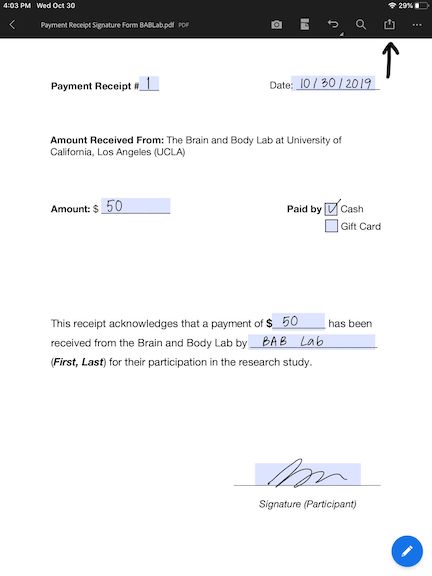 4:03 PM Wed Oct 30 29%
Payment Receipt Signature Form BABLab.pdf PDF
Payment Receipt # 1 Date: 10/30/2019
Amount Received From: The Brain and Body Lab at University of
California, Los Angeles (UCLA)
Amount: $ 50 Paid by Cash
Gift Card
This receipt acknowledges that a payment of $ 50 has been
received from the Brain and Body Lab by BAB Lab
(First, Last) for their participation in the research study.
Signature (Participant)